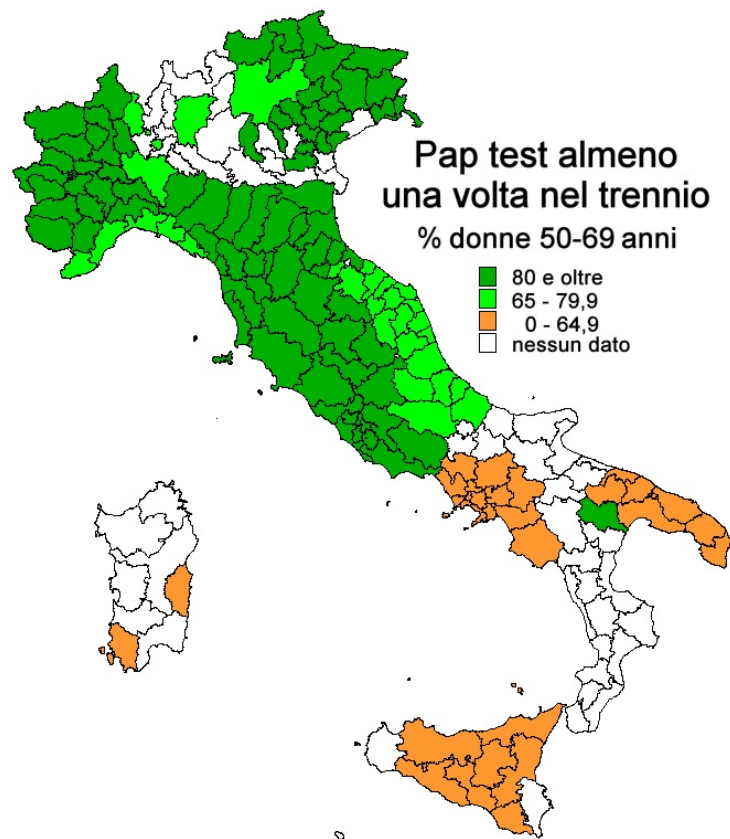 Pap test almeno
una volta nel trennio
% donne 50-69 anni
80 e oltre
65 - 79,9
0 - 64,9
nessun dato